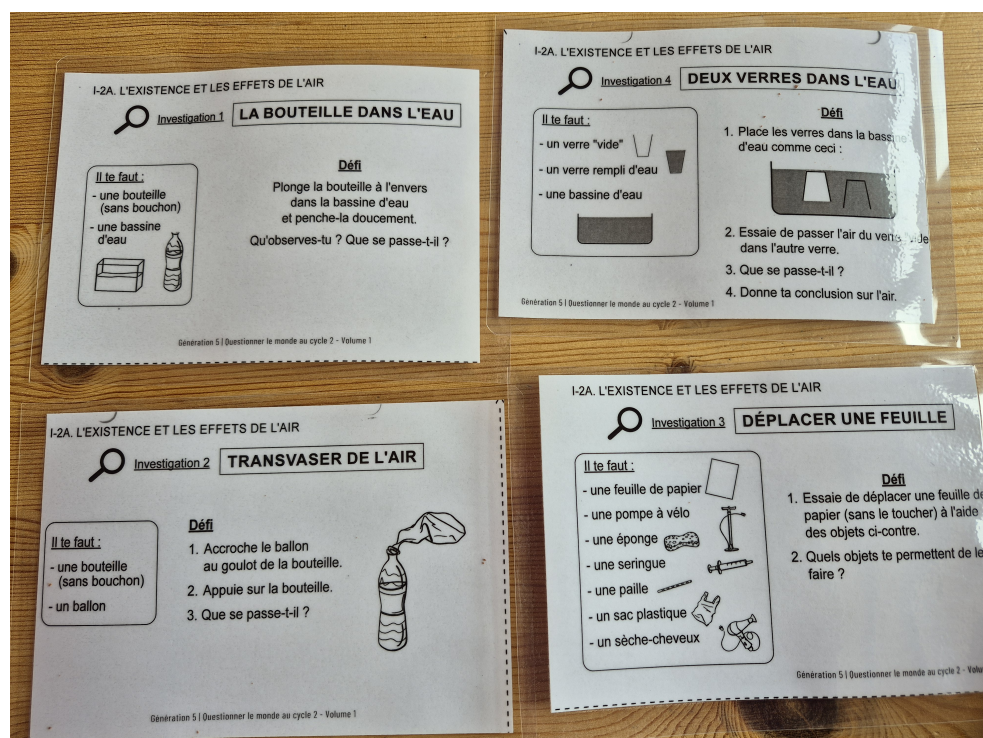 I-2A. L'EXISTENCE ET LES EFFETS DE L'AIR
Investigation 1
LA BOUTEILLE DANS L'EAU
Il te faut :
- une bouteille
(sans bouchon)
- une bassine
d'eau
Défi
Plonge la bouteille à l'envers
dans la bassine d'eau
et penche-la doucement.
Qu'observes-tu ? Que se passe-t-il ?
Génération 5 | Questionner le monde au cycle 2 - Volume 1
I-2A. L'EXISTENCE ET LES EFFETS DE L'AIR
Investigation 4
DEUX VERRES DANS L'EAU
Il te faut :
- un verre "vide"
- un verre rempli d'eau
- une bassine d'eau
Défi
1. Place les verres dans la bassine
d'eau comme ceci :
2. Essaie de passer l'air du verre vide
dans l'autre verre.
3. Que se passe-t-il ?
4. Donne ta conclusion sur l'air.
Génération 5 | Questionner le monde au cycle 2 - Volume 1
I-2A. L'EXISTENCE ET LES EFFETS DE L'AIR
Investigation 2
TRANSVASER DE L'AIR
Il te faut :
- une bouteille
(sans bouchon)
- un ballon
Défi
1. Accroche le ballon
au goulot de la bouteille.
2. Appuie sur la bouteille.
3. Que se passe-t-il ?
Génération 5 | Questionner le monde au cycle 2 - Volume 1
I-2A. L'EXISTENCE ET LES EFFETS DE L'AIR
Investigation 3
DÉPLACER UNE FEUILLE
Il te faut :
- une feuille de papier
- une pompe à vélo
- une éponge
- une seringue
- une paille
- un sac plastique
- un sèche-cheveux
Défi
1. Essaie de déplacer une feuille de
papier (sans le toucher) à l'aide
des objets ci-contre.
2. Quels objets te permettent de le
faire ?
Génération 5 | Questionner le monde au cycle 2 - Volu